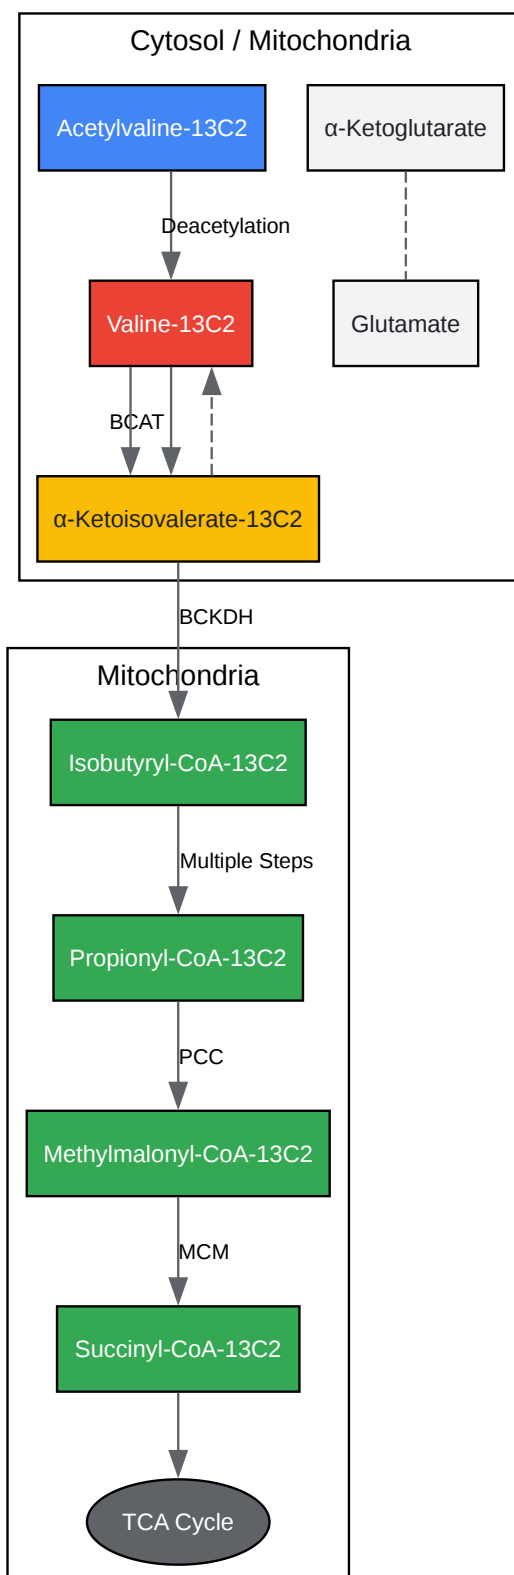 Cytosol / Mitochondria
Acetylvaline-13C2
α-Ketoglutarate
Deacetylation
Valine-13C2
Glutamate
BCAT
α-Ketoisovalerate-13C2
BCKDH
Mitochondria
Isobutyryl-CoA-13C2
Multiple Steps
Propionyl-CoA-13C2
PCC
Methylmalonyl-CoA-13C2
MCM
Succinyl-CoA-13C2
TCA Cycle